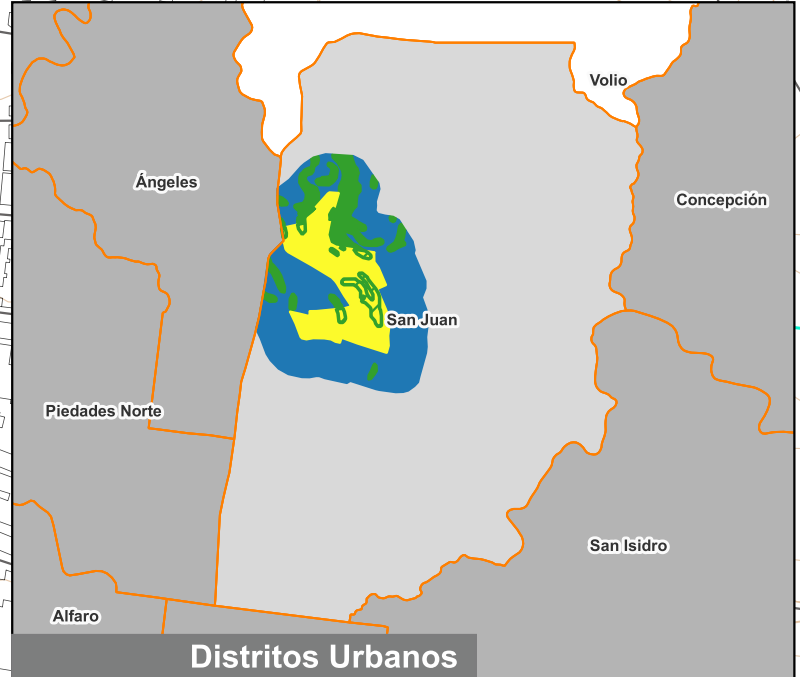 Volio
Ángeles
Concepción
San Juan
Piedades Norte
San Isidro
Alfaro
Distritos Urbanos